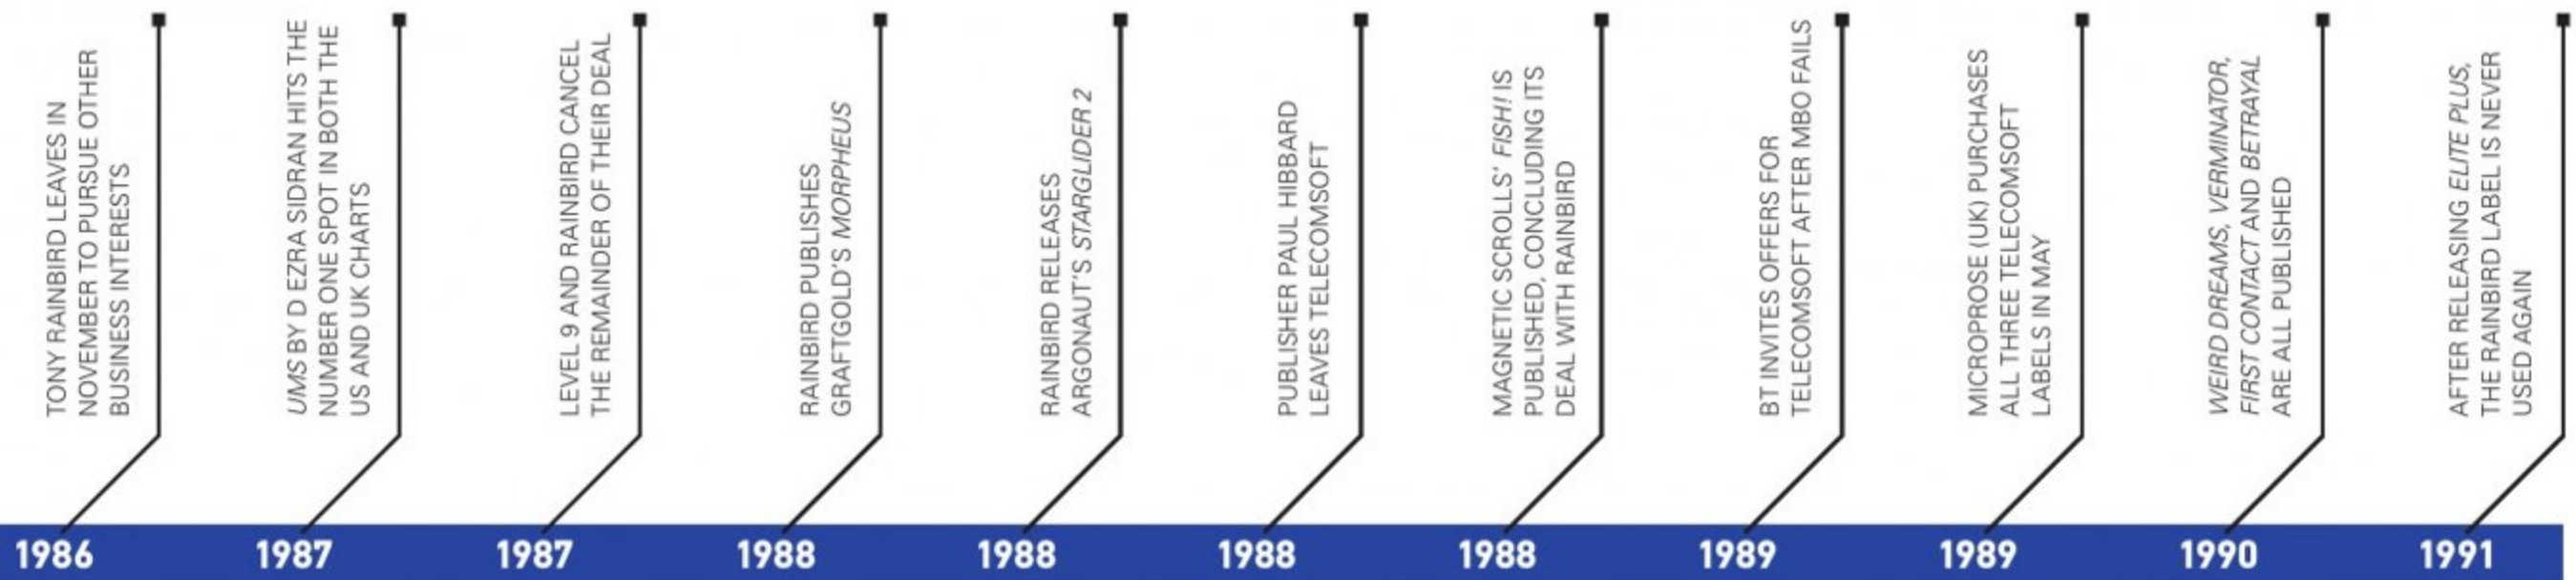 TONY RAINBIRD LEAVES IN
NOVEMBER TO PURSUE OTHER
BUSINESS INTERESTS
1986
UMS BY D EZRA SIDRAN HITS THE
NUMBER ONE SPOT IN BOTH THE
US AND UK CHARTS
1987
LEVEL 9 AND RAINBIRD CANCEL
THE REMAINDER OF THEIR DEAL
1987
RAINBIRD PUBLISHES
GRAFTGOLD'S MORPHEUS
1988
RAINBIRD RELEASES
ARGONAUT'S STARGLIDER 2
1988
PUBLISHER PAUL HIBBARD
LEAVES TELECOMSOFT
1988
MAGNETIC SCROLLS' FISH! IS
PUBLISHED, CONCLUDING ITS
DEAL WITH RAINBIRD
1988
BT INVITES OFFERS FOR
TELECOMSOFT AFTER MBO FAILS
1989
MICROPROSE (UK) PURCHASES
ALL THREE TELECOMSOFT
LABELS IN MAY
1989
WEIRD DREAMS, VERMINATOR,
FIRST CONTACT AND BETRAYAL
ARE ALL PUBLISHED
1990
AFTER RELEASING ELITE PLUS,
THE RAINBIRD LABEL IS NEVER
USED AGAIN
1991